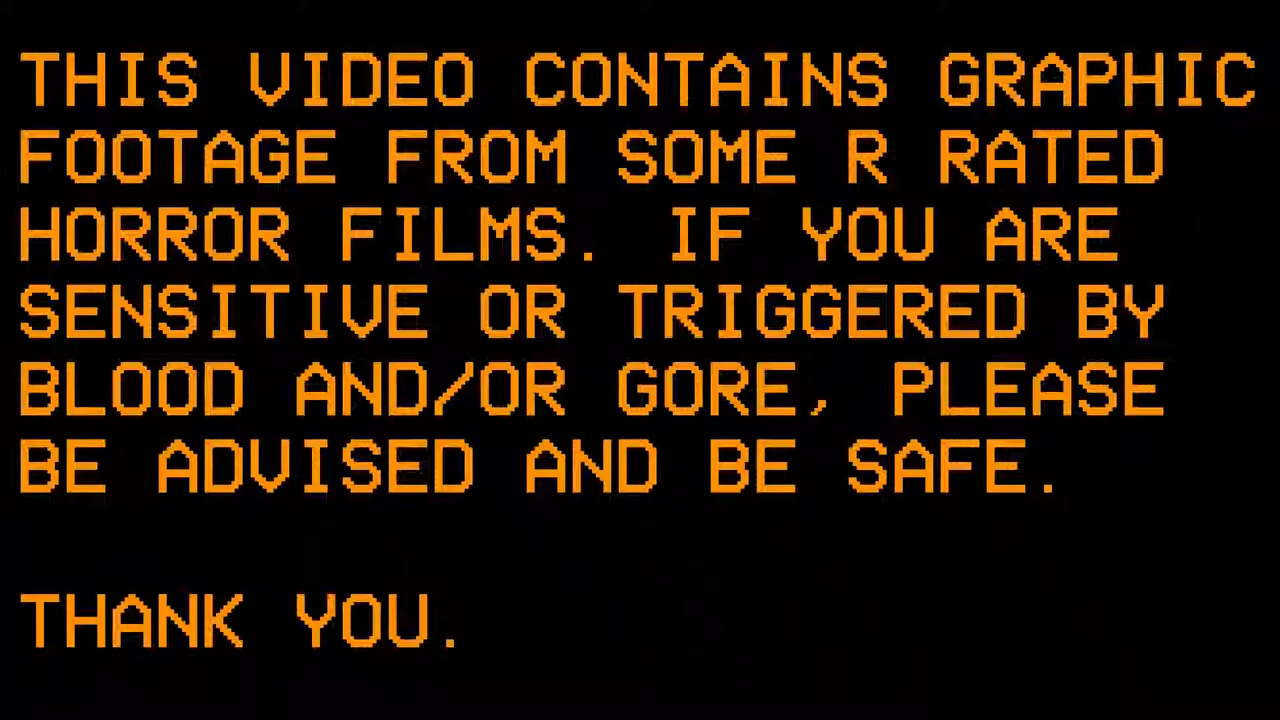 THIS VIDEO CONTAINS GRAPHIC
FOOTAGE FROM SOME R RATED
HORROR FILMS. IF YOU ARE
SENSITIVE OR TRIGGERED BY
BLOOD AND/OR GORE, PLEASE
BE ADVISED AND BE SAFE.
THANK YOU.